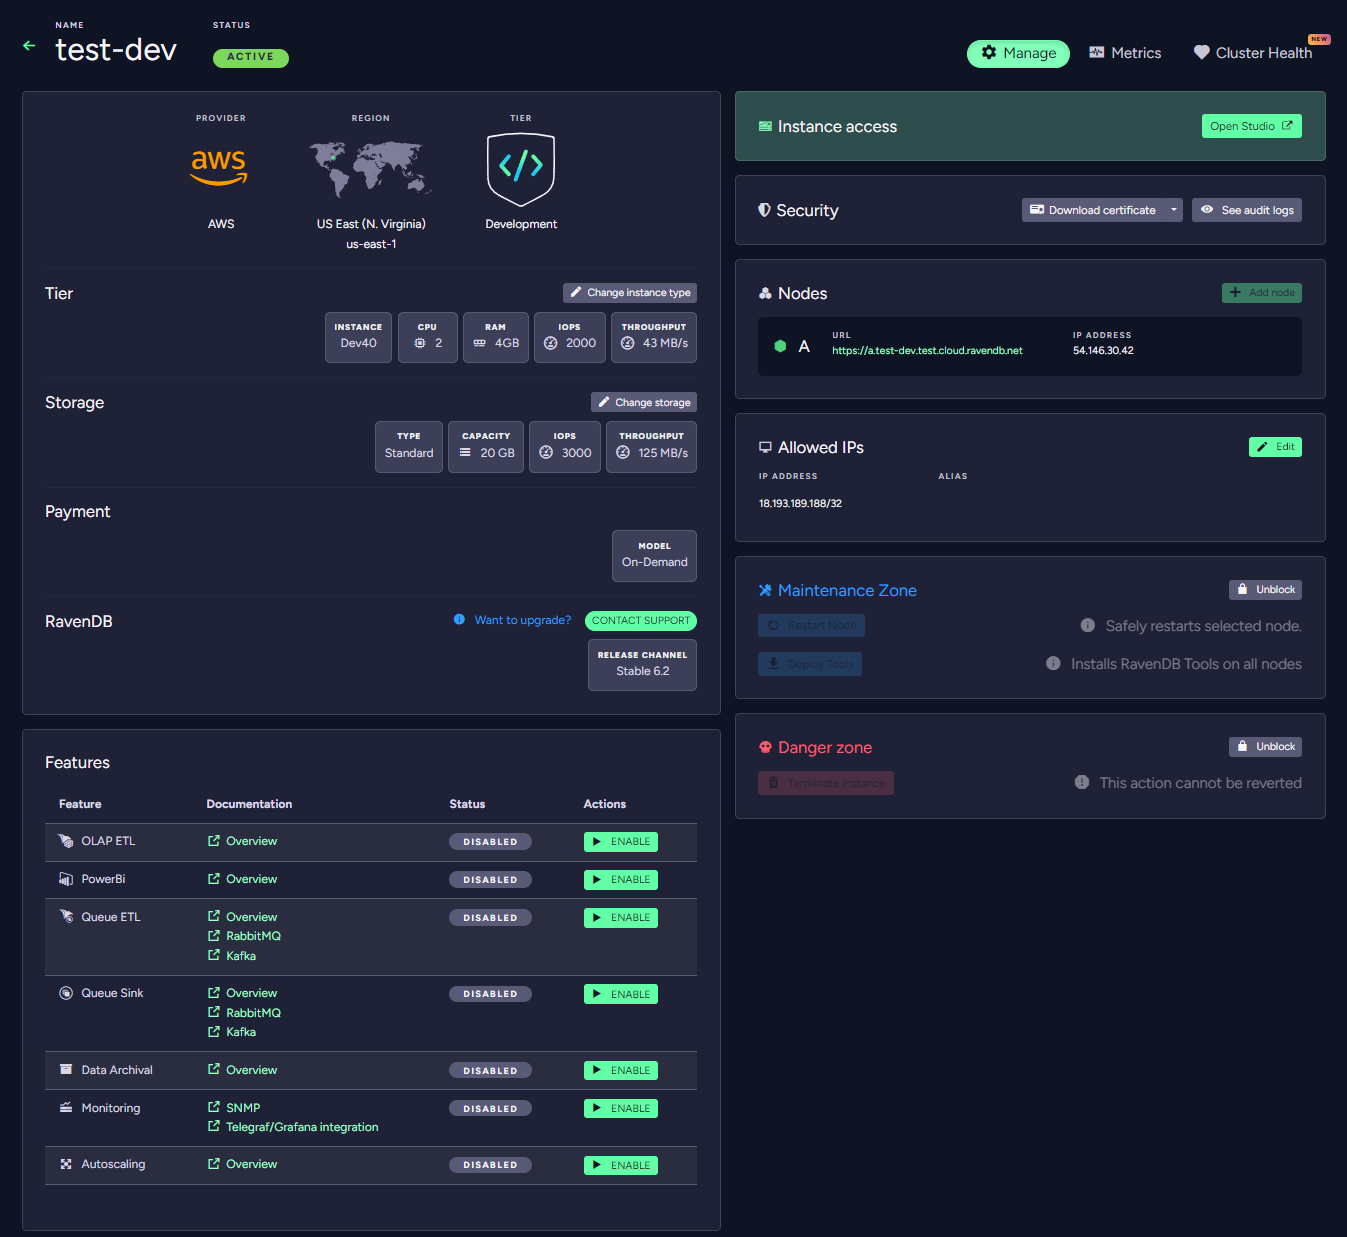 NAME
test-dev
STATUS
ACTIVE
Manage
Metrics
Cluster Health
NEW
PROVIDER
aws
AWS
REGION
US East (N. Virginia)
us-east-1
TIER
Development
Tier
Change instance type
INSTANCE
Dev40
CPU
2
RAM
4GB
IOPS
2000
THROUGHPUT
43 MB/s
Storage
Change storage
TYPE
Standard
CAPACITY
20 GB
IOPS
3000
THROUGHPUT
125 MB/s
Payment
MODEL
On-Demand
RavenDB
Want to upgrade?
CONTACT SUPPORT
RELEASE CHANNEL
Stable 6.2
Features
Feature Documentation Status Actions
OLAP ETL Overview DISABLED ENABLE
PowerBi Overview DISABLED ENABLE
Queue ETL Overview DISABLED ENABLE
RabbitMQ
Kafka
Queue Sink Overview DISABLED ENABLE
RabbitMQ
Kafka
Data Archival Overview DISABLED ENABLE
Monitoring SNMP DISABLED ENABLE
Telegraf/Grafana integration
Autoscaling Overview DISABLED ENABLE
Instance access
Open Studio
Security
Download certificate
See audit logs
Nodes
Add node
A
URL
https://a.test-dev.test.cloud.ravendb.net
IP ADDRESS
54.146.30.42
Allowed IPs
Edit
IP ADDRESS ALIAS
18.193.189.188/32
Maintenance Zone
Unblock
Restart Node
Safely restarts selected node.
Deploy Tools
Installs RavenDB Tools on all nodes
Danger zone
Unblock
Terminate Instance
This action cannot be reverted